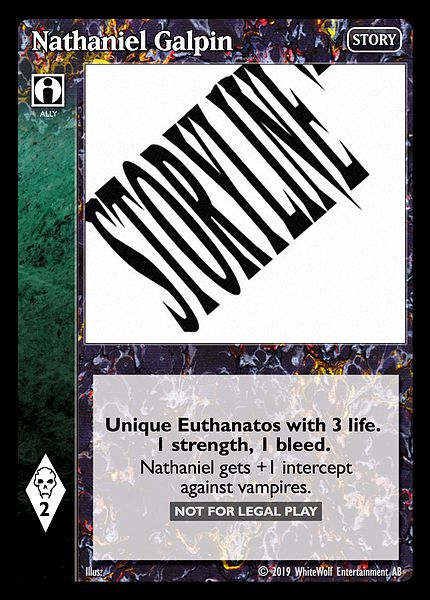 Nathaniel Galpin
STORY
ALLY
STORYLINE
Unique Euthanatos with 3 life.
1 strength, 1 bleed.
Nathaniel gets +1 intercept
against vampires.
NOT FOR LEGAL PLAY
2
Illus:
© 2019 WhiteWolf Entertainment AB